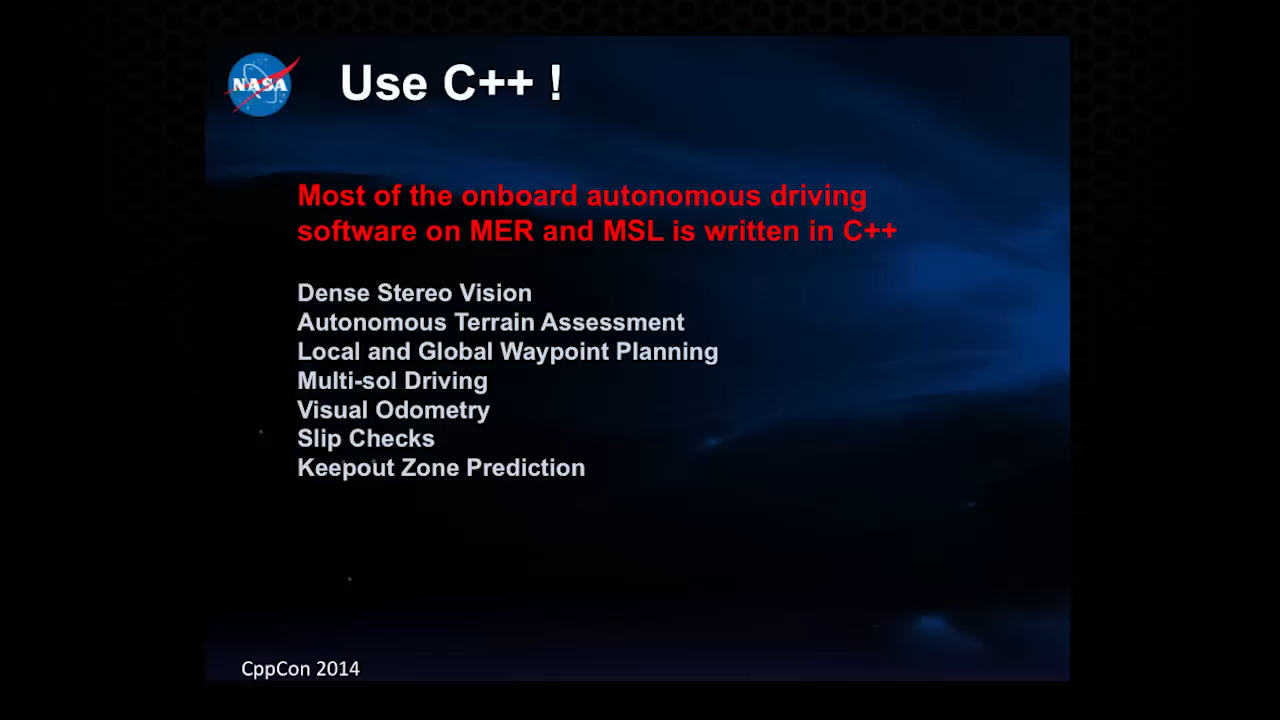 NASA
Use C++ !
Most of the onboard autonomous driving
software on MER and MSL is written in C++
Dense Stereo Vision
Autonomous Terrain Assessment
Local and Global Waypoint Planning
Multi-sol Driving
Visual Odometry
Slip Checks
Keepout Zone Prediction
CppCon 2014